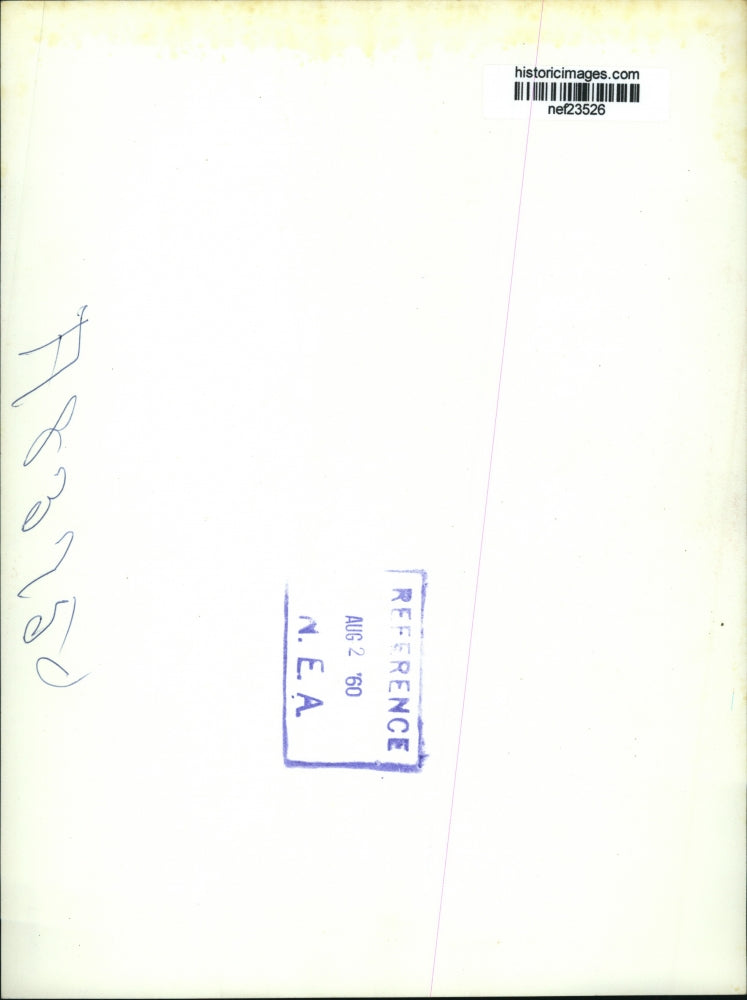 historicimages.com
nef23526
REFERENCE
AUG 2 '60
N.E.A.